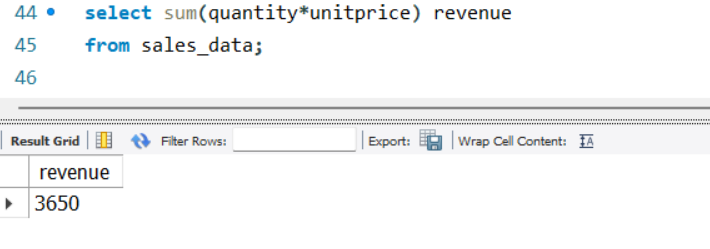 44 select sum(quantity*unitprice) revenue
45 from sales_data;
46
Result Grid Filter Rows: Export: Wrap Cell Content: IA
revenue
3650